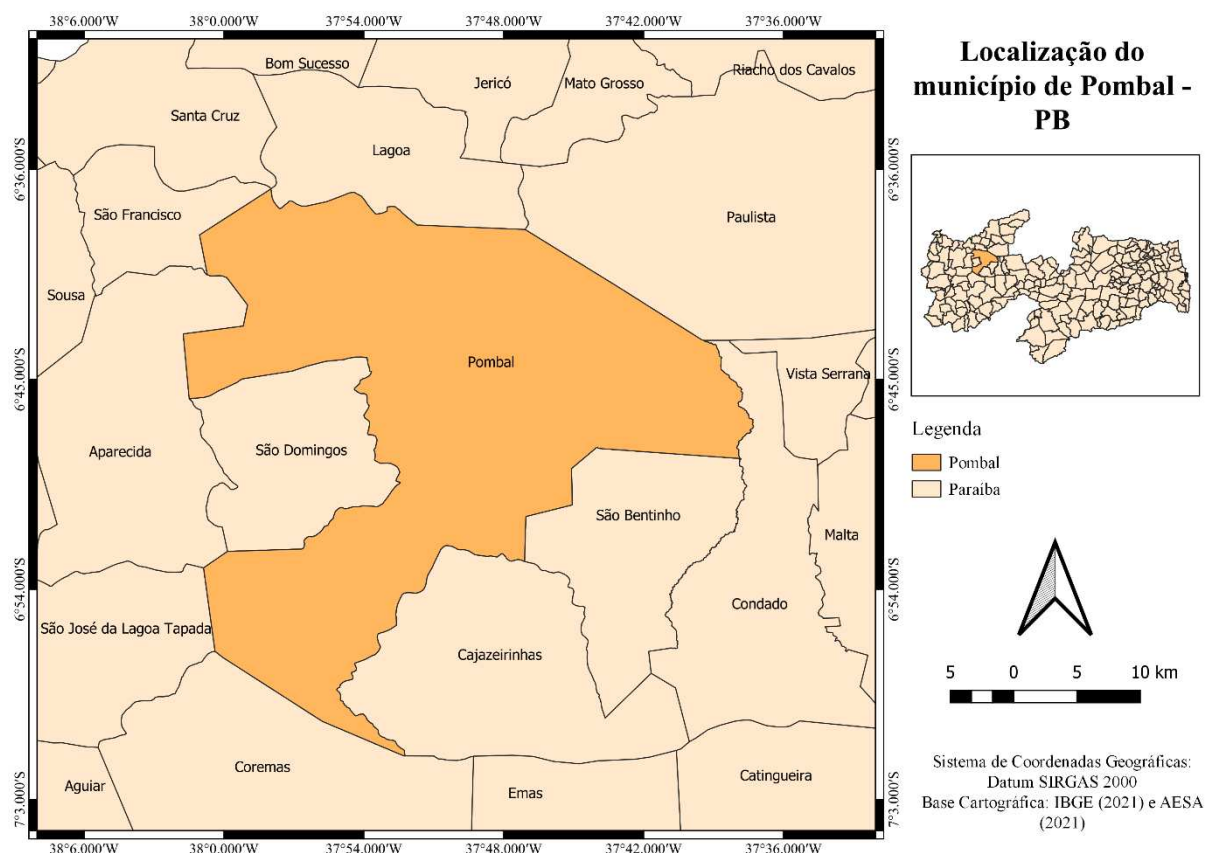 38°6.000'W 38°0.000'W 37°54.000'W 37°48.000'W 37°42.000'W 37°36.000'W
Bom Sucesso
Jericó
Mato Grosso
Riacho dos Cavalos
Santa Cruz
Lagoa
São Francisco
Paulista
Sousa
Pombal
Vista Serrana
Aparecida
São Domingos
São Bentinho
Malta
Condado
São José da Lagoa Tapada
Cajazeirinhas
Coremas
Aguiar
Emas
Catingueira
6°36.000'S
6°45.000'S
6°54.000'S
7°3.000'S
6°36.000'S
6°45.000'S
6°54.000'S
7°3.000'S
38°6.000'W 38°0.000'W 37°54.000'W 37°48.000'W 37°42.000'W 37°36.000'W
Localização do
município de Pombal -
PB
Legenda
Pombal
Paraíba
5 0 5 10 km
Sistema de Coordenadas Geográficas:
Datum SIRGAS 2000
Base Cartográfica: IBGE (2021) e AESA
(2021)